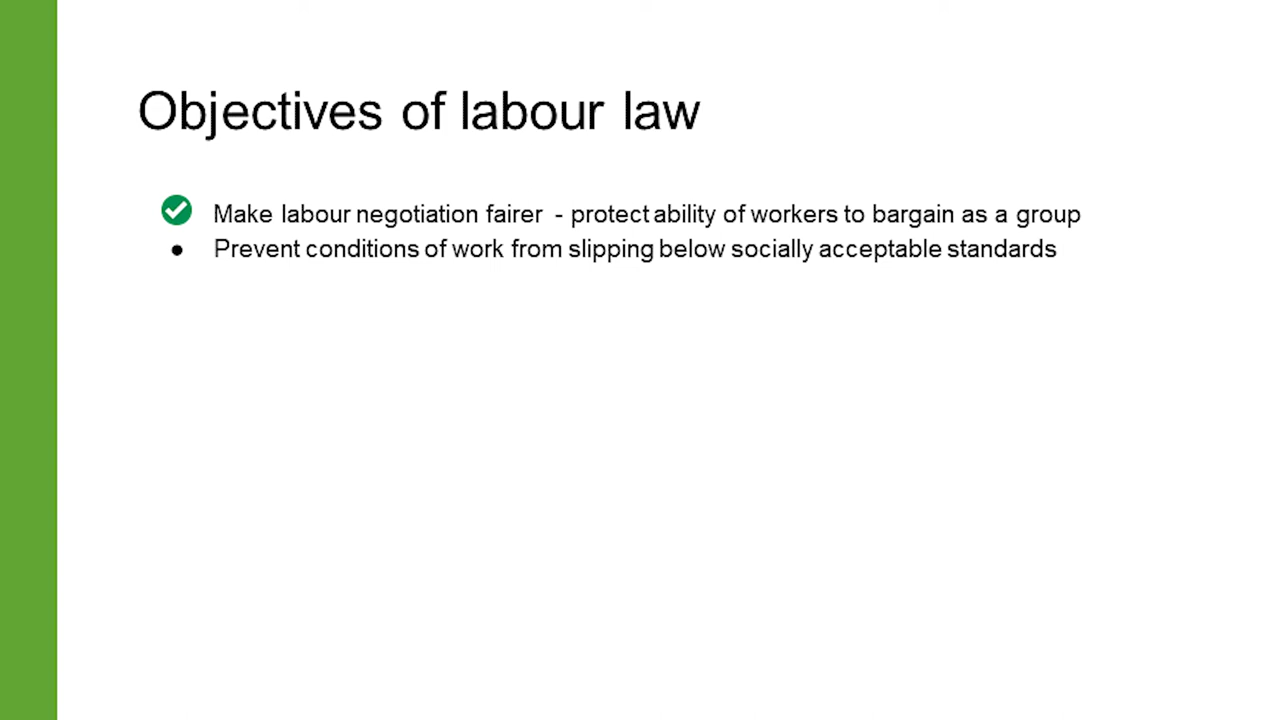 Objectives of labour law
Make labour negotiation fairer - protect ability of workers to bargain as a group
● Prevent conditions of work from slipping below socially acceptable standards